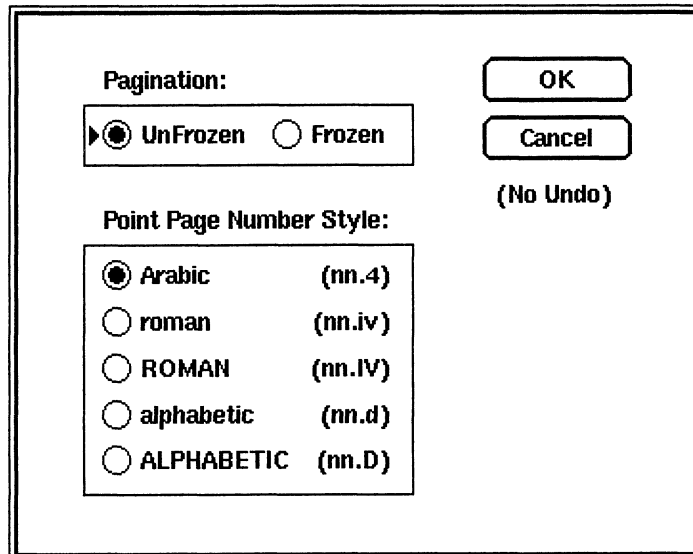 Pagination:
UnFrozen Frozen
OK
Cancel
(No Undo)
Point Page Number Style:
Arabic (nn.4)
roman (nn.iv)
ROMAN (nn.IV)
alphabetic (nn.d)
ALPHABETIC (nn.D)